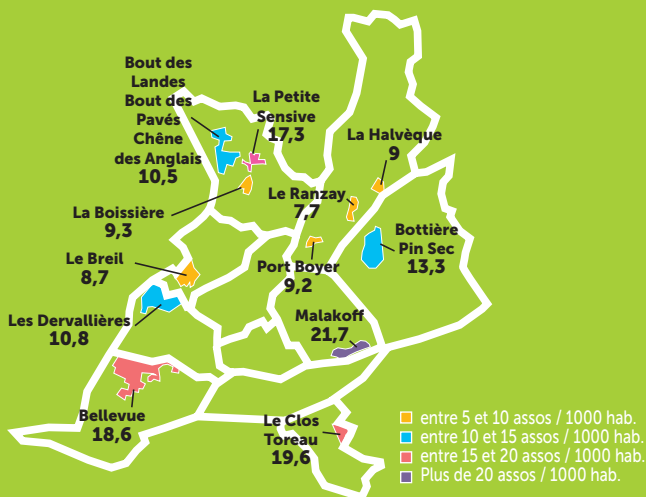 Bout des
Landes
Bout des
Pavés
Chêne
des Anglais
10,5
La Petite
Sensive
17,3
La Halvèque
9
Le Ranzay
7,7
La Boissière
9,3
Bottière
Pin Sec
13,3
Le Breil
8,7
Port Boyer
9,2
Les Dervallières
10,8
Malakoff
21,7
Bellevue
18,6
Le Clos
Toreau
19,6
entre 5 et 10 assos / 1000 hab.
entre 10 et 15 assos / 1000 hab.
entre 15 et 20 assos / 1000 hab.
Plus de 20 assos / 1000 hab.